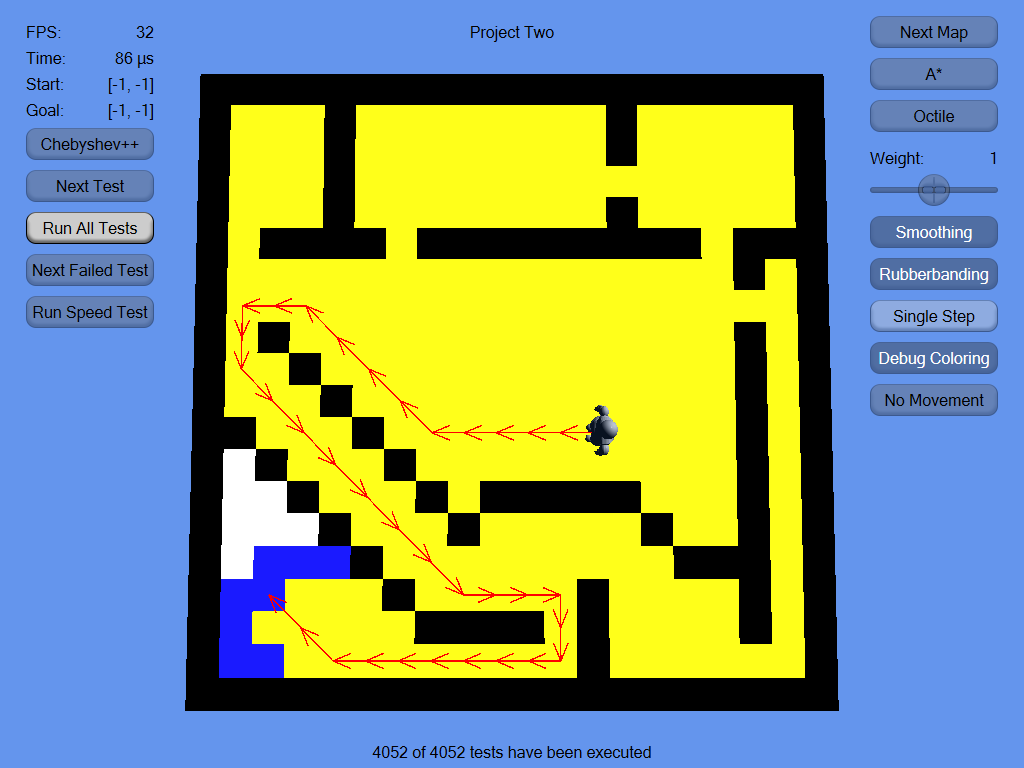 FPS: 32
Time: 86 µs
Start: [-1, -1]
Goal: [-1, -1]
Chebyshev++
Next Test
Run All Tests
Next Failed Test
Run Speed Test
Project Two
Next Map
A*
Octile
Weight: 1
Smoothing
Rubberbanding
Single Step
Debug Coloring
No Movement
4052 of 4052 tests have been executed